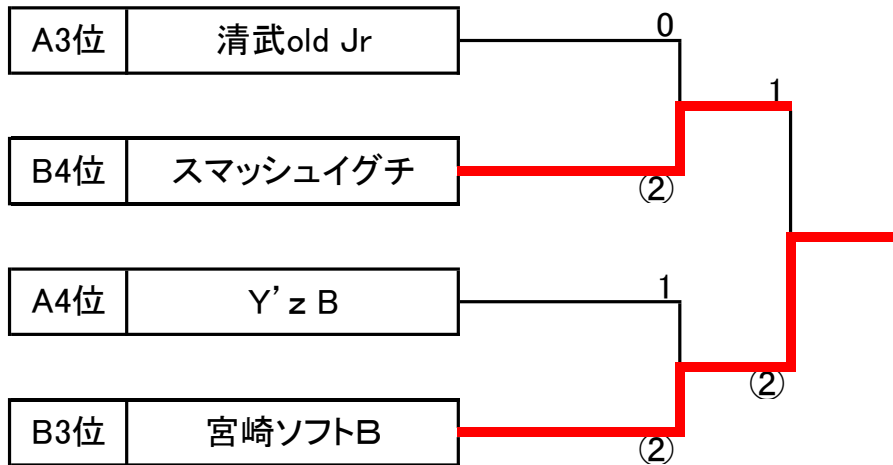 A3位 清武old Jr 0
1
B4位 スマッシュイグチ ②
A4位 Y’z B 1
②
B3位 宮崎ソフトB ②